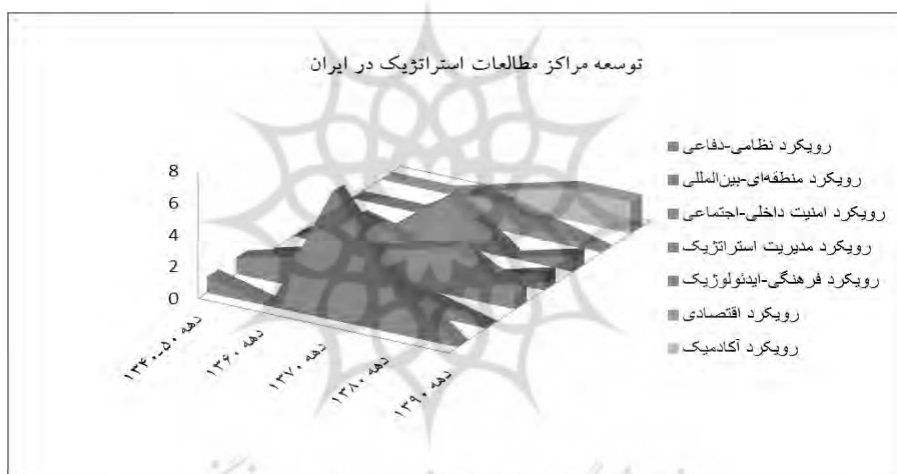 توسعه مراکز مطالعات استراتژیک در ایران
رویکرد نظامی-دفاعی
رویکرد منطقه‌ای-بین‌المللی
رویکرد امنیت داخلی-اجتماعی
رویکرد مدیریت استراتژیک
رویکرد فرهنگی-ایدئولوژیک
رویکرد اقتصادی
رویکرد آکادمیک
8
6
4
2
0
دهه ۵۰-۱۳۴۰
دهه ۱۳۶۰
دهه ۱۳۷۰
دهه ۱۳۸۰
دهه ۱۳۹۰